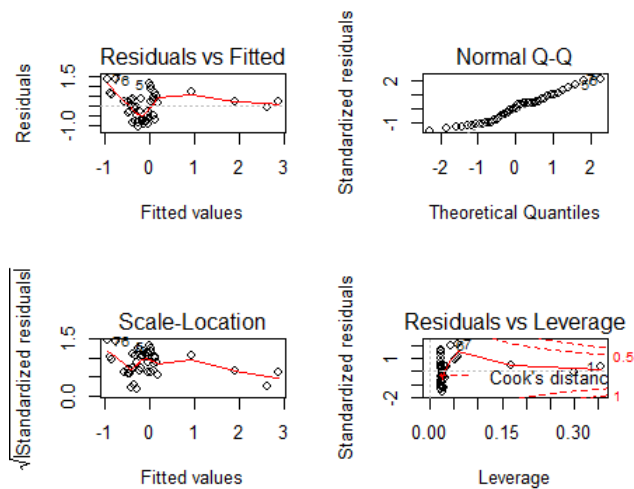 Residuals vs Fitted
Residuals
-1.0 1.5
76
5
-1 0 1 2 3
Fitted values
Normal Q-Q
Standardized residuals
-1 2
-2 -1 0 1 2
Theoretical Quantiles
Scale-Location
√|Standardized residuals|
0.0 1.5
-1 0 1 2 3
Fitted values
Residuals vs Leverage
Standardized residuals
-2 1
Cook's distanc
0.5
1
0.00 0.15 0.30
Leverage